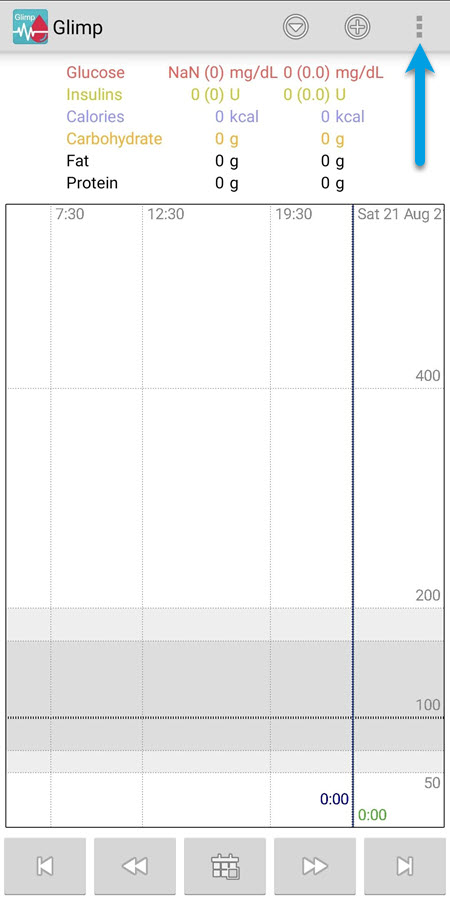 Glimp Glimp
Glucose NaN (0) mg/dL 0 (0.0) mg/dL
Insulins 0 (0) U 0 (0.0) U
Calories 0 kcal 0 kcal
Carbohydrate 0 g 0 g
Fat 0 g 0 g
Protein 0 g 0 g
7:30 12:30 19:30 Sat 21 Aug 2
400
200
100
50
0:00
0:00